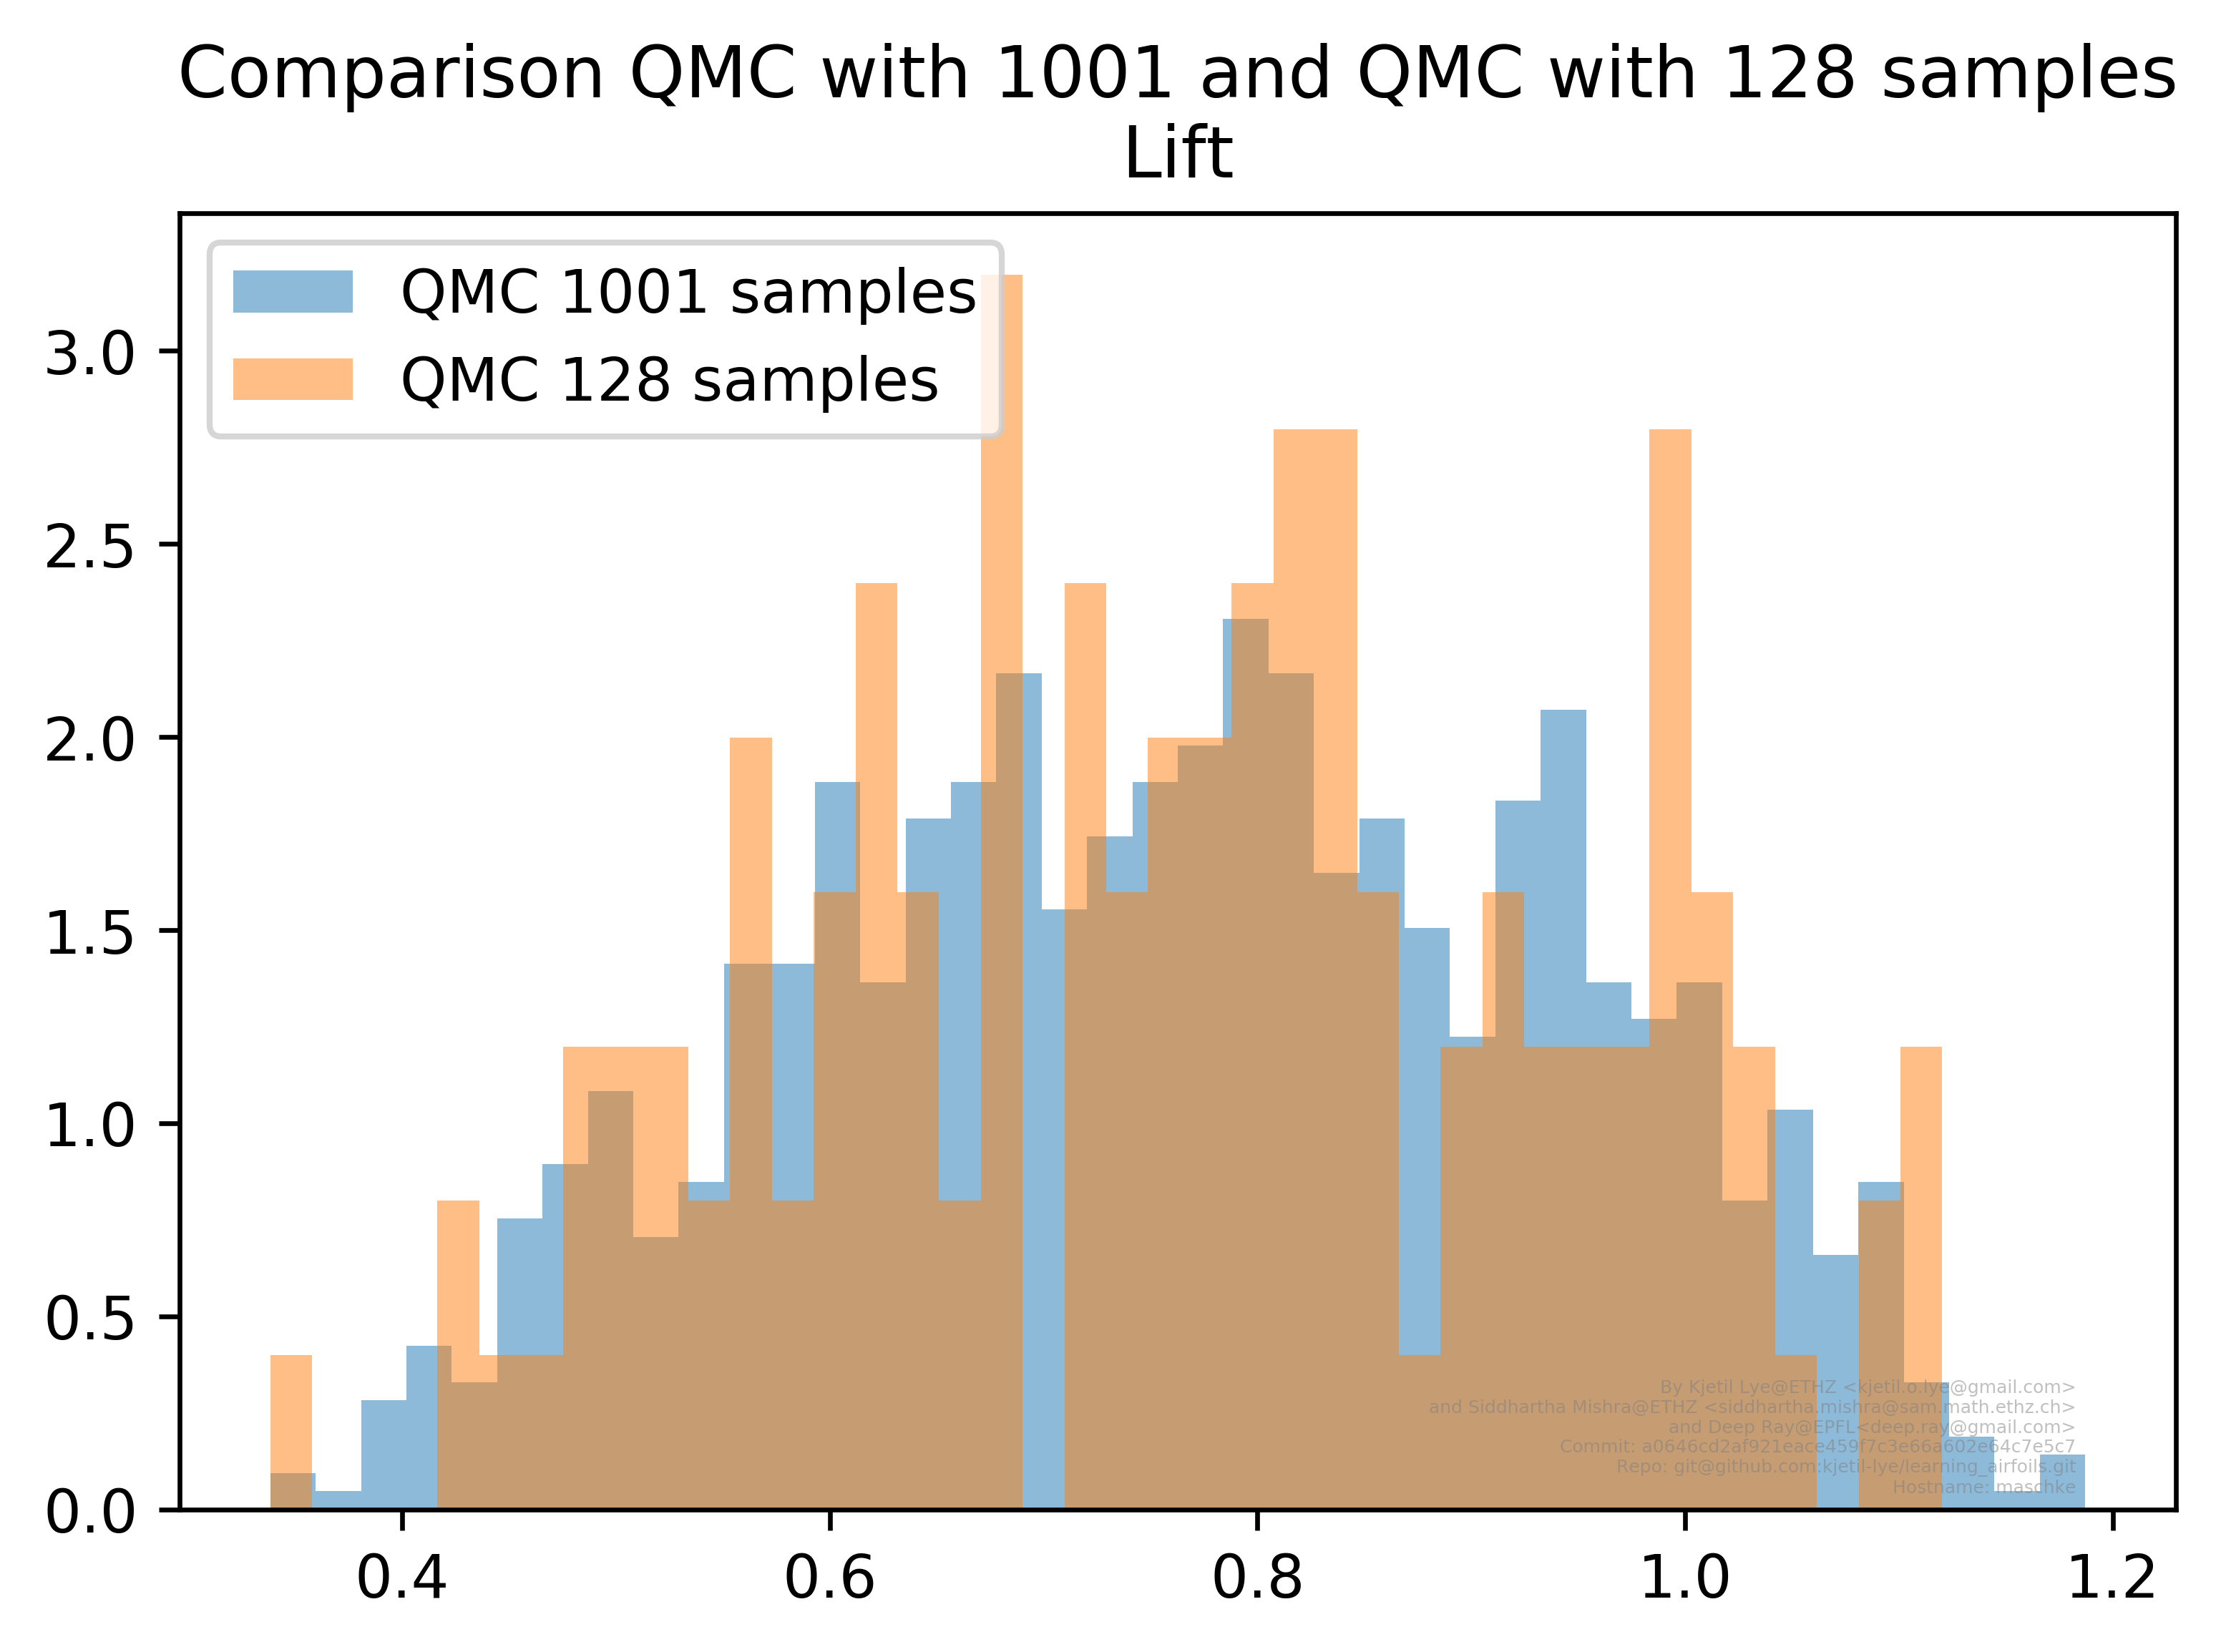 Comparison QMC with 1001 and QMC with 128 samples
Lift
QMC 1001 samples
QMC 128 samples
3.0
2.5
2.0
1.5
1.0
0.5
0.0
0.4 0.6 0.8 1.0 1.2
By Kjetil Lye@ETHZ <kjetil.o.lye@gmail.com>
and Siddhartha Mishra@ETHZ <siddhartha.mishra@sam.math.ethz.ch>
and Deep Ray@EPFL<deep.ray@gmail.com>
Commit: a0646cd2af921eace459f7c3e66a602e64c7e5c7
Repo: git@github.com:kjetil-lye/learning_airfoils.git
Hostname: maschke